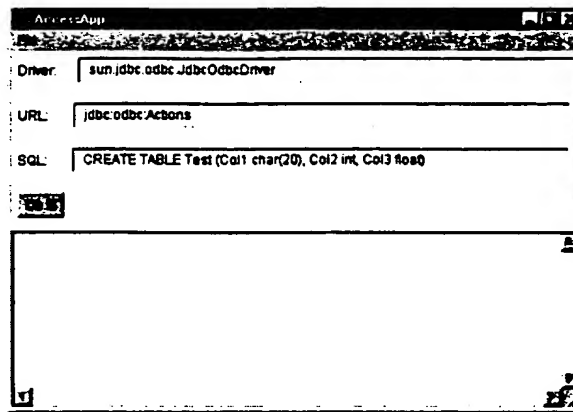 AccessApp
Driver: sun.jdbc.odbc.JdbcOdbcDriver
URL: jdbc:odbc:Actions
SQL: CREATE TABLE Test (Col1 char(20), Col2 int, Col3 float)